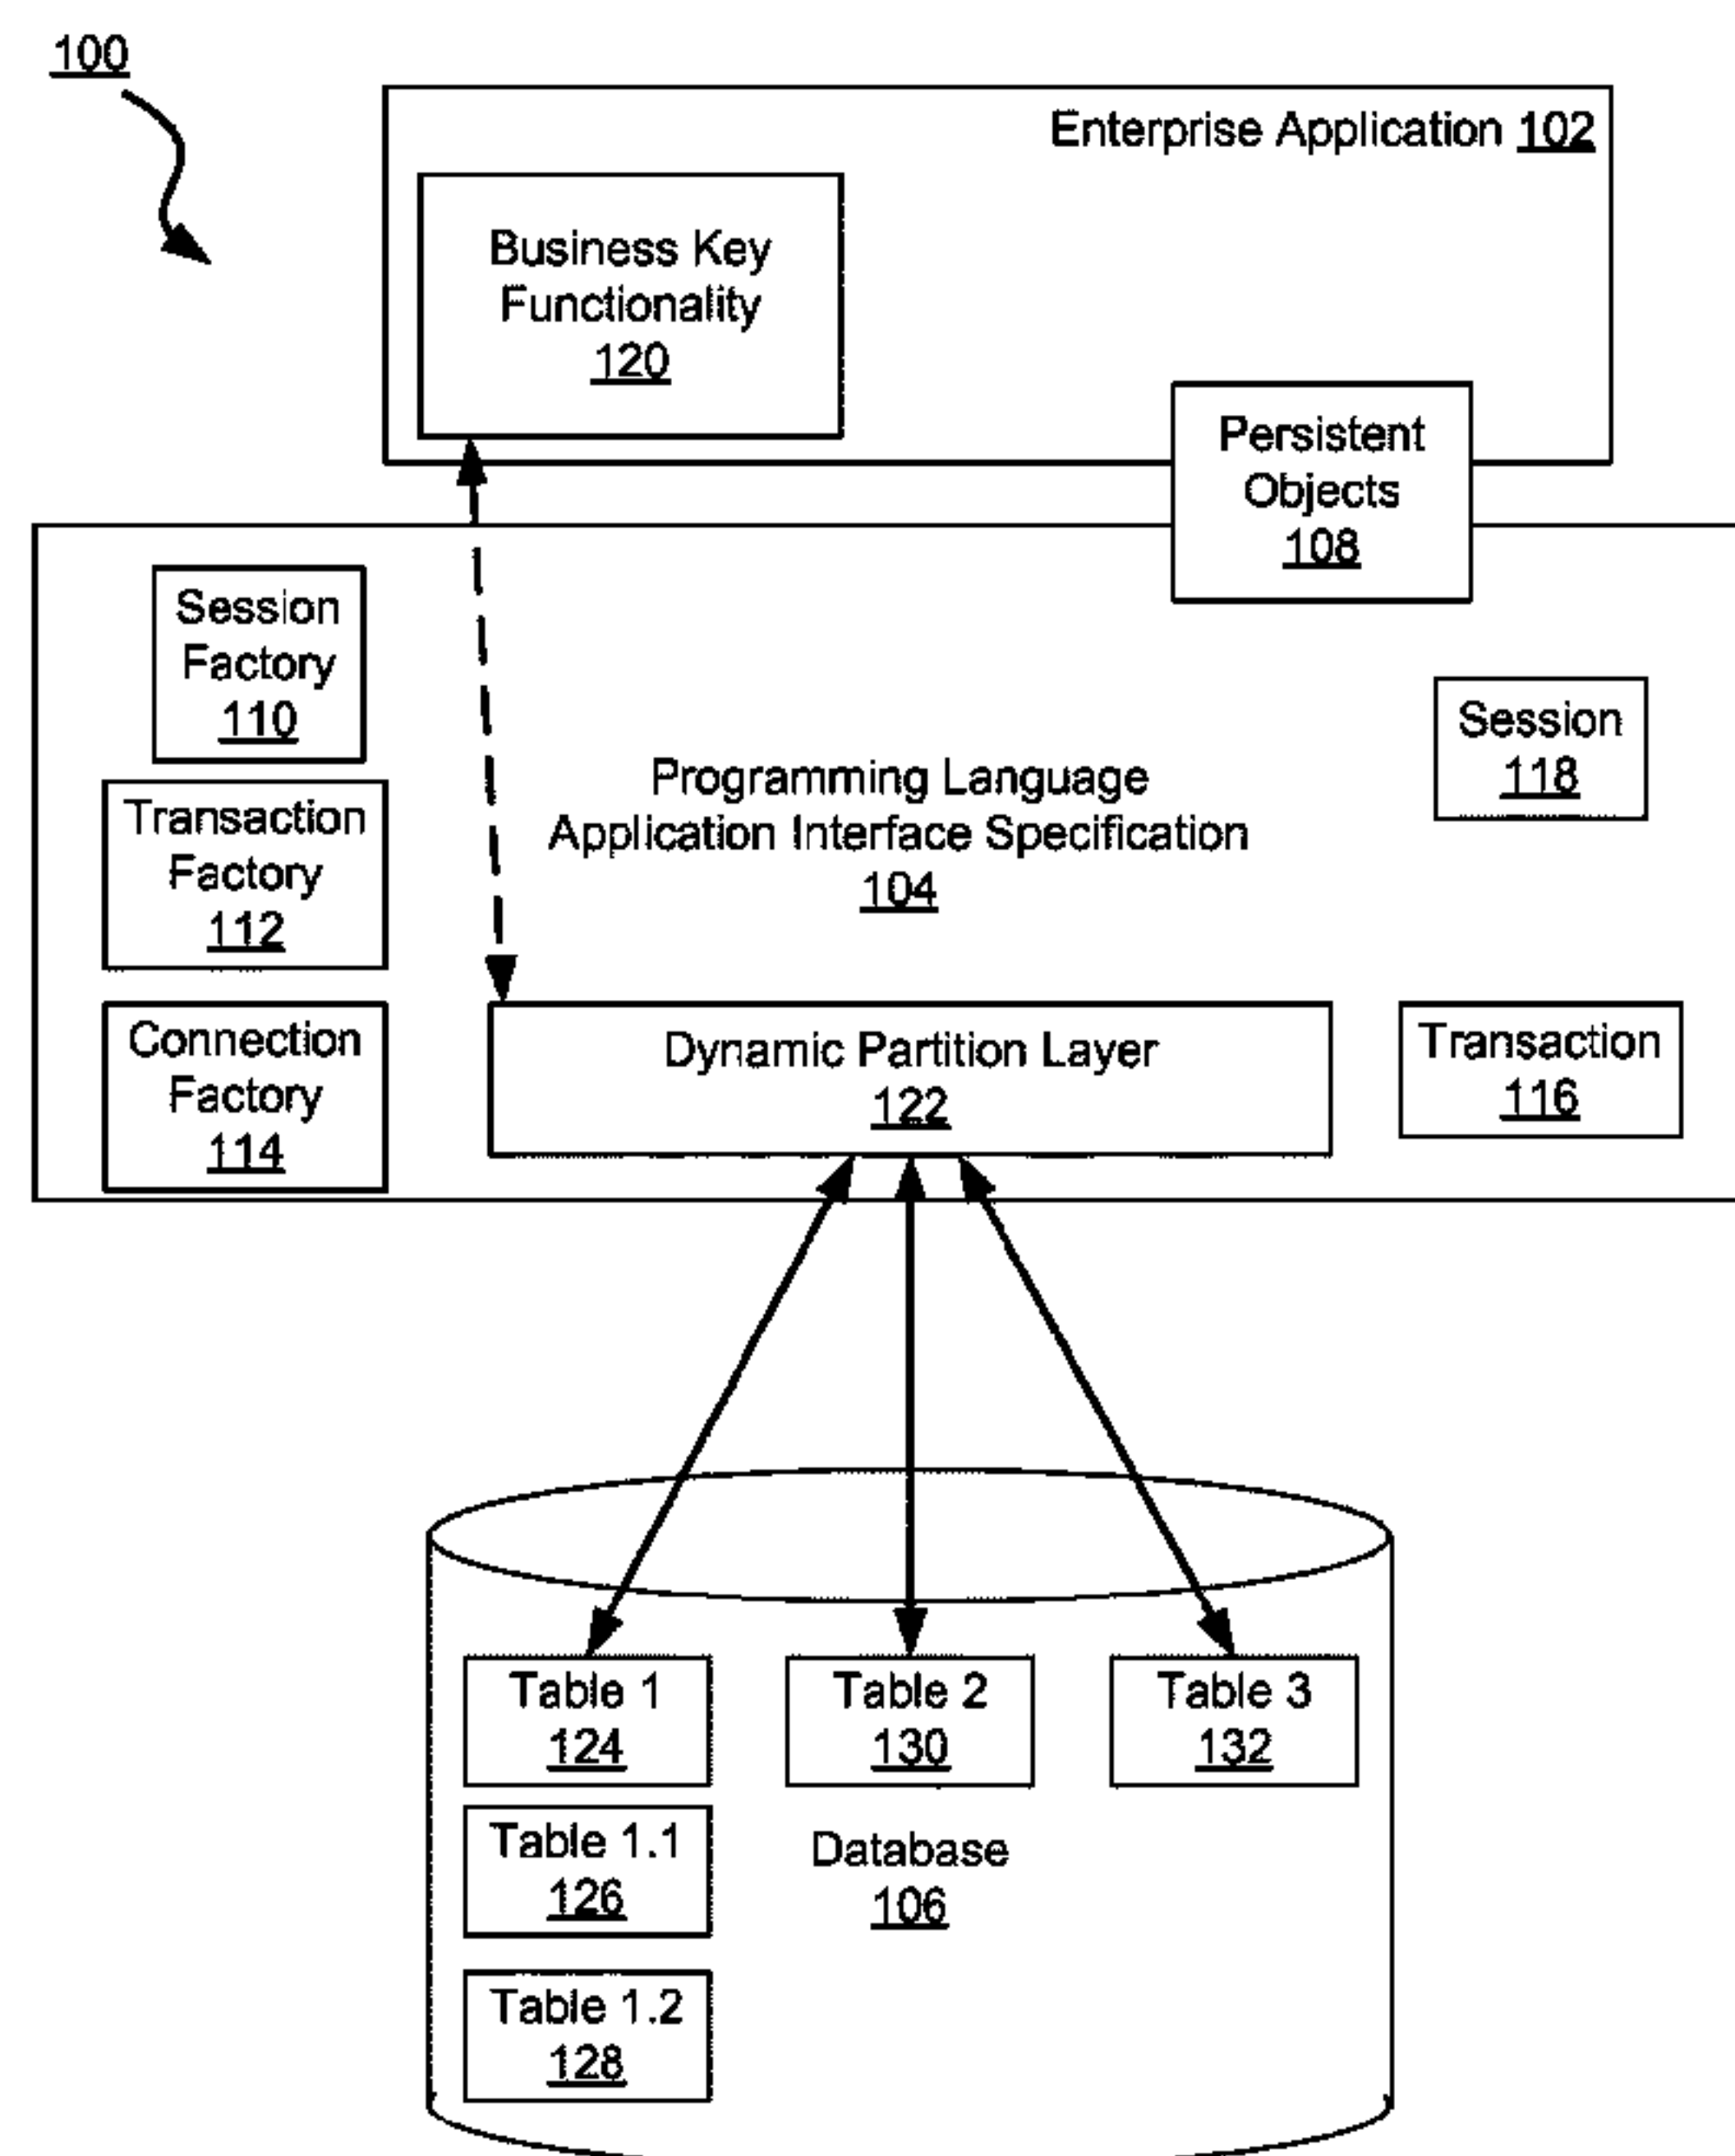 100
Enterprise Application 102
Business Key
Functionality
120
Persistent
Objects
108
Session
Factory
110
Session
118
Programming Language
Application Interface Specification
104
Transaction
Factory
112
Connection
Factory
114
Dynamic Partition Layer
122
Transaction
116
Table 1
124
Table 2
130
Table 3
132
Table 1.1
126
Database
106
Table 1.2
128